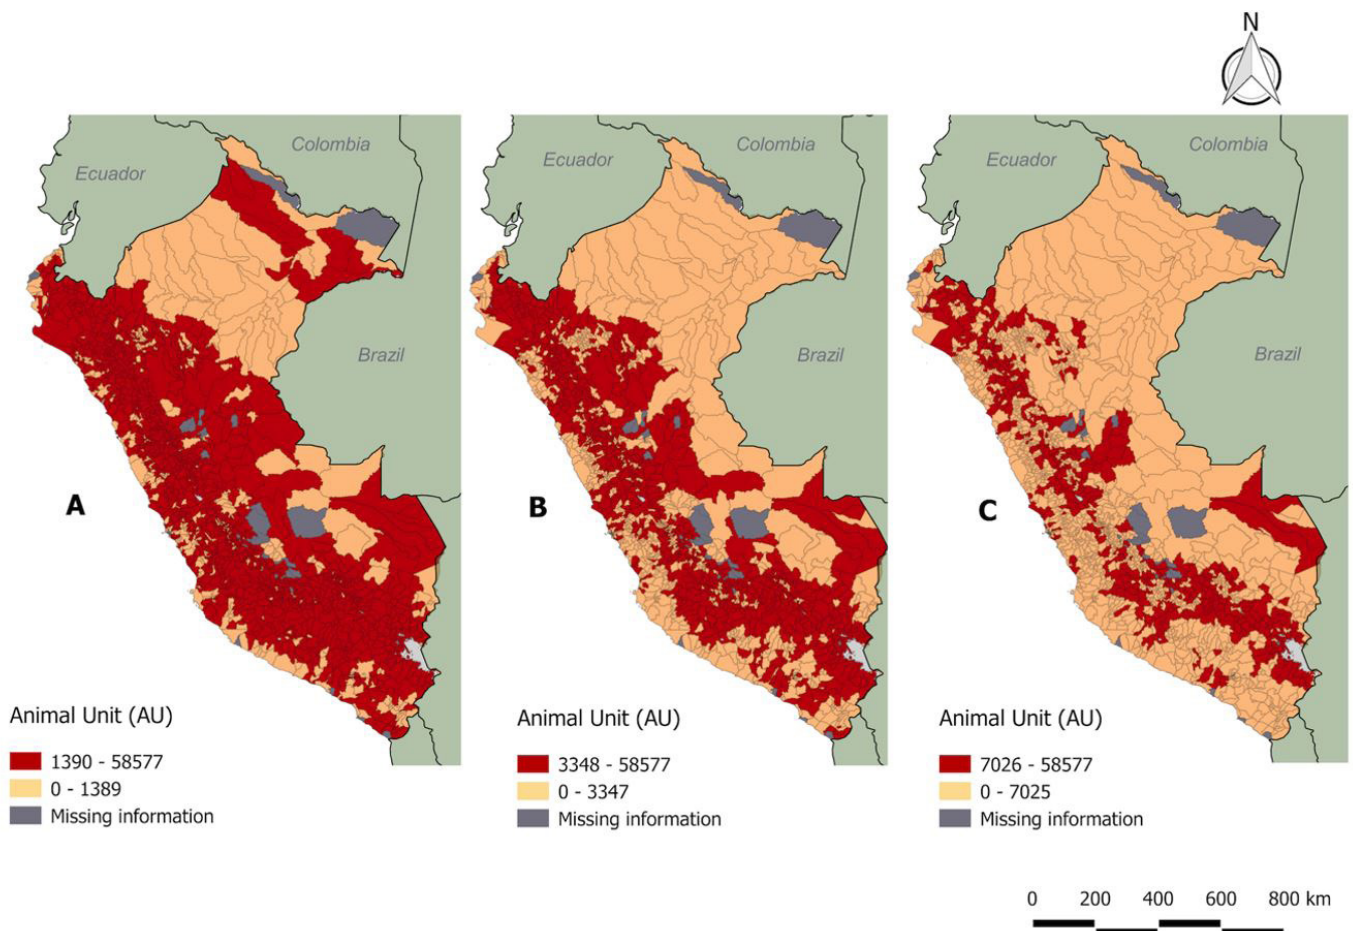 N
Ecuador
Colombia
Brazil
A
Animal Unit (AU)
1390 - 58577
0 - 1389
Missing information
Ecuador
Colombia
Brazil
B
Animal Unit (AU)
3348 - 58577
0 - 3347
Missing information
Ecuador
Colombia
Brazil
C
Animal Unit (AU)
7026 - 58577
0 - 7025
Missing information
0 200 400 600 800 km